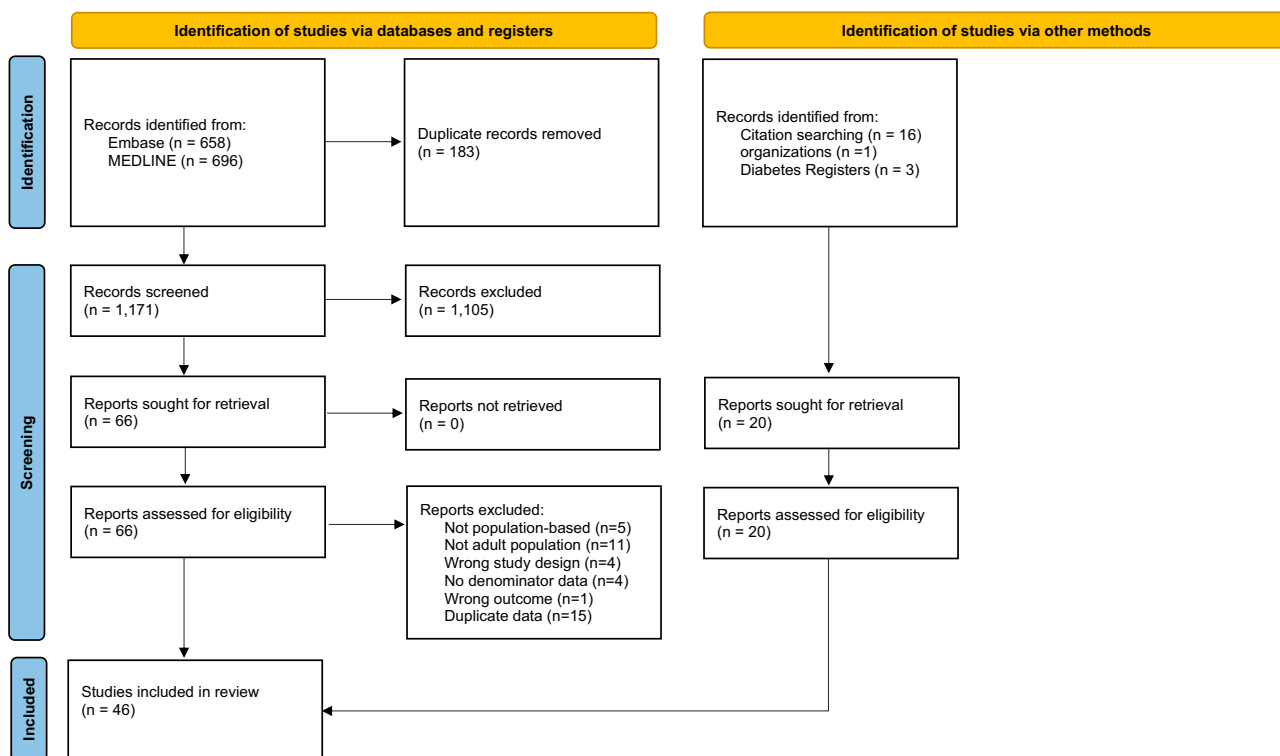 Identification of studies via databases and registers
Identification of studies via other methods
Identification
Records identified from:
Embase (n = 658)
MEDLINE (n = 696)
Duplicate records removed
(n = 183)
Records identified from:
Citation searching (n = 16)
organizations (n =1)
Diabetes Registers (n = 3)
Screening
Records screened
(n = 1,171)
Records excluded
(n = 1,105)
Reports sought for retrieval
(n = 66)
Reports not retrieved
(n = 0)
Reports sought for retrieval
(n = 20)
Reports assessed for eligibility
(n = 66)
Reports excluded:
Not population-based (n=5)
Not adult population (n=11)
Wrong study design (n=4)
No denominator data (n=4)
Wrong outcome (n=1)
Duplicate data (n=15)
Reports assessed for eligibility
(n = 20)
Included
Studies included in review
(n = 46)